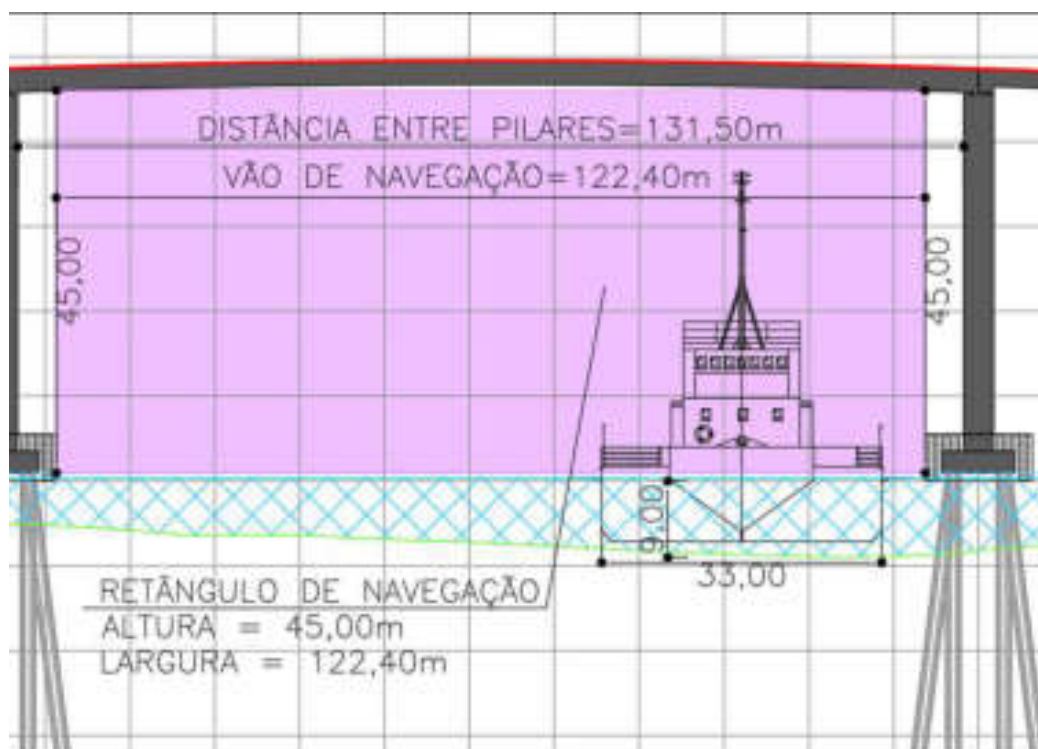 DISTÂNCIA ENTRE PILARES=131,50m
VÃO DE NAVEGAÇÃO=122,40m
45,00
45,00
9,00
33,00
RETÂNGULO DE NAVEGAÇÃO
ALTURA = 45,00m
LARGURA = 122,40m